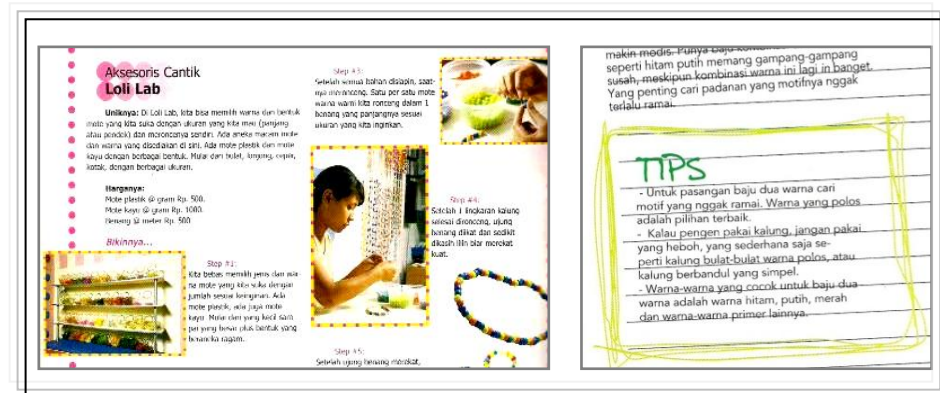 Aksesoris Cantik
Loli Lab
Uniknya: Di Loli Lab, kita bisa memilih warna dan bentuk
mote yang kita suka dengan ukuran yang kita mau (panjang
atau pendek) dan meroncenya sendiri. Ada aneka macam mote
dan warna yang disediakan di sini. Ada mote plastik dan mote
kayu dengan berbagai bentuk. Mulai dari bulat, lonjong, ceper,
kotak, dengan berbagai ukuran.
Harganya:
Mote plastik @ gram Rp. 500.
Mote kayu @ gram Rp. 1000.
Benang @ meter Rp. 500
Bikinnya...
Step #1:
Kita bebas memilih jenis dan wa
na mote yang kita suka dengan
jumlah sesuai keinginan. Ada
mote plastik, ada juga mote
kayu. Mulai dari yang kecil sam
pai yang besar plus bentuk yang
beraneka ragam.
Step #3:
Setelah semua bahan disiapin, saat-
nya meronceng. Satu per satu mote
warna warni kita ronceng dalam 1
benang yang panjangnya sesuai
ukuran yang kita inginkan.
Step #4:
Setelah 1 lingkaran kalung
selesai dironceng, ujung
benang diikat dan sedikit
dikasih lilin biar merekat
kuat.
Step #5:
Setelah ujung benang merekat,
makin modis. Punya baju
seperti hitam putih memang gampang-gampang
susah, meskipun kombinasi warna ini lagi in banget.
Yang penting cari padanan yang motifnya nggak
terlalu ramai.
TIPS
- Untuk pasangan baju dua warna cari
motif yang nggak ramai. Warna yang polos
adalah pilihan terbaik.
- Kalau pengen pakai kalung, jangan pakai
yang heboh, yang sederhana saja se-
perti kalung bulat-bulat warna polos, atau
kalung berbandul yang simpel.
- Warna-warna yang cocok untuk baju dua
warna adalah warna hitam, putih, merah
dan warna-warna primer lainnya.